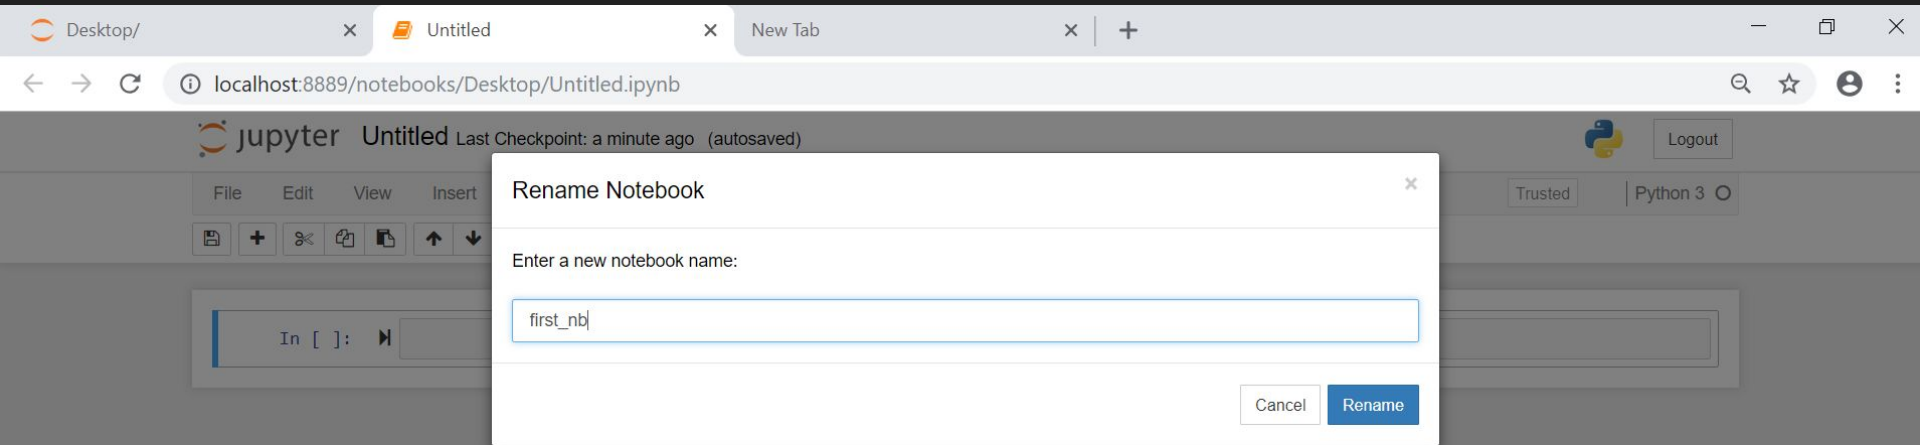 Desktop/ Untitled New Tab
localhost:8889/notebooks/Desktop/Untitled.ipynb
jupyter Untitled Last Checkpoint: a minute ago (autosaved) Logout
File Edit View Insert Trusted Python 3
Rename Notebook
Enter a new notebook name:
first_nb
In [ ]:
Cancel Rename